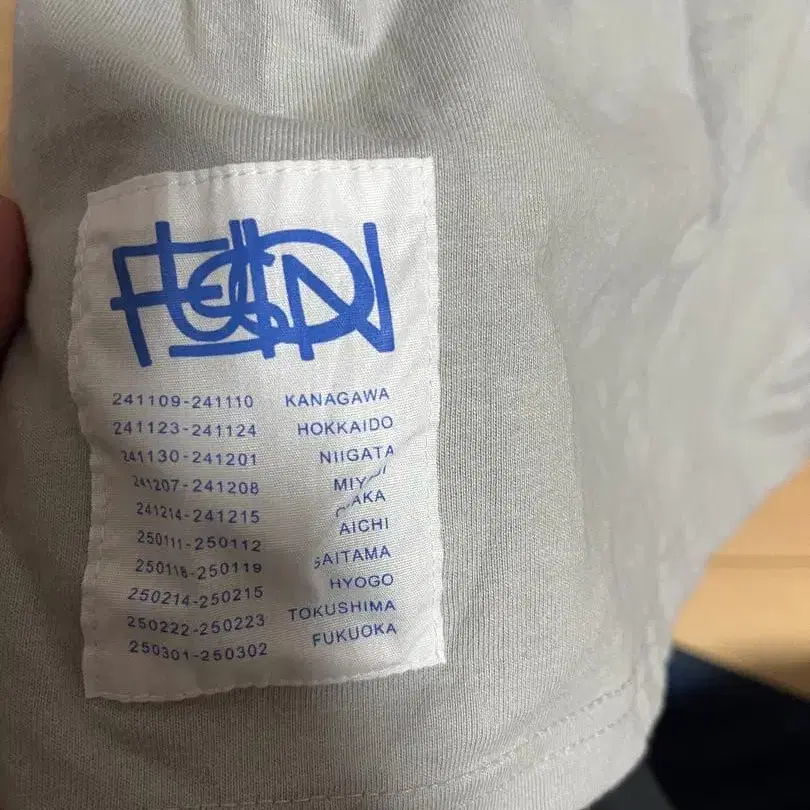 241109-241110 KANAGAWA
241123-241124 HOKKAIDO
241130-241201 NIIGATA
241207-241208
241214-241215
250111-250112 AICHI
250118-250119 SAITAMA
250214-250215 HYOGO
250222-250223 TOKUSHIMA
250301-250302 FUKUOKA